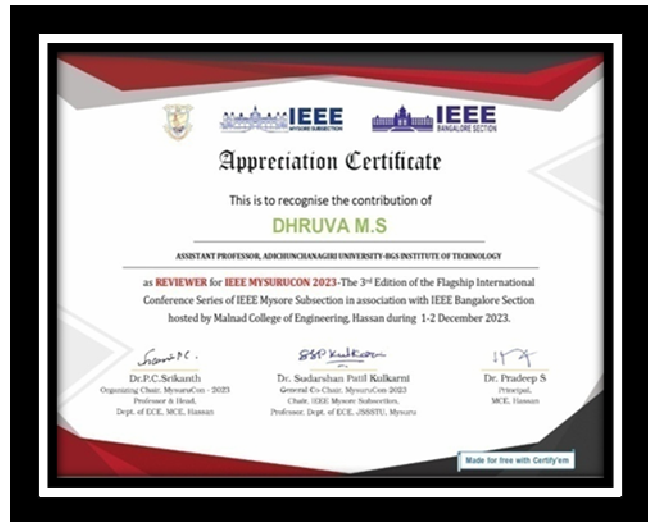 IEEE
MYSORE SUBSECTION
IEEE
BANGALORE SECTION
Appreciation Certificate
This is to recognise the contribution of
DHRUVA M.S
ASSISTANT PROFESSOR, ADICHUNCHANAGIRI UNIVERSITY-BGS INSTITUTE OF TECHNOLOGY
as REVIEWER for IEEE MYSURUCON 2023-The 3rd Edition of the Flagship International
Conference Series of IEEE Mysore Subsection in association with IEEE Bangalore Section
hosted by Malnad College of Engineering, Hassan during 1-2 December 2023.
Dr.P.C.Srikanth
Organizing Chair, MysuruCon - 2023
Professor & Head,
Dept. of ECE, MCE, Hassan
Dr. Sudarshan Patil Kulkarni
General Co Chair, MysuruCon 2023
Chair, IEEE Mysore Subsection,
Professor, Dept. of ECE, JSSSTU, Mysuru
Dr. Pradeep S
Principal,
MCE, Hassan
Made for free with Certify'em